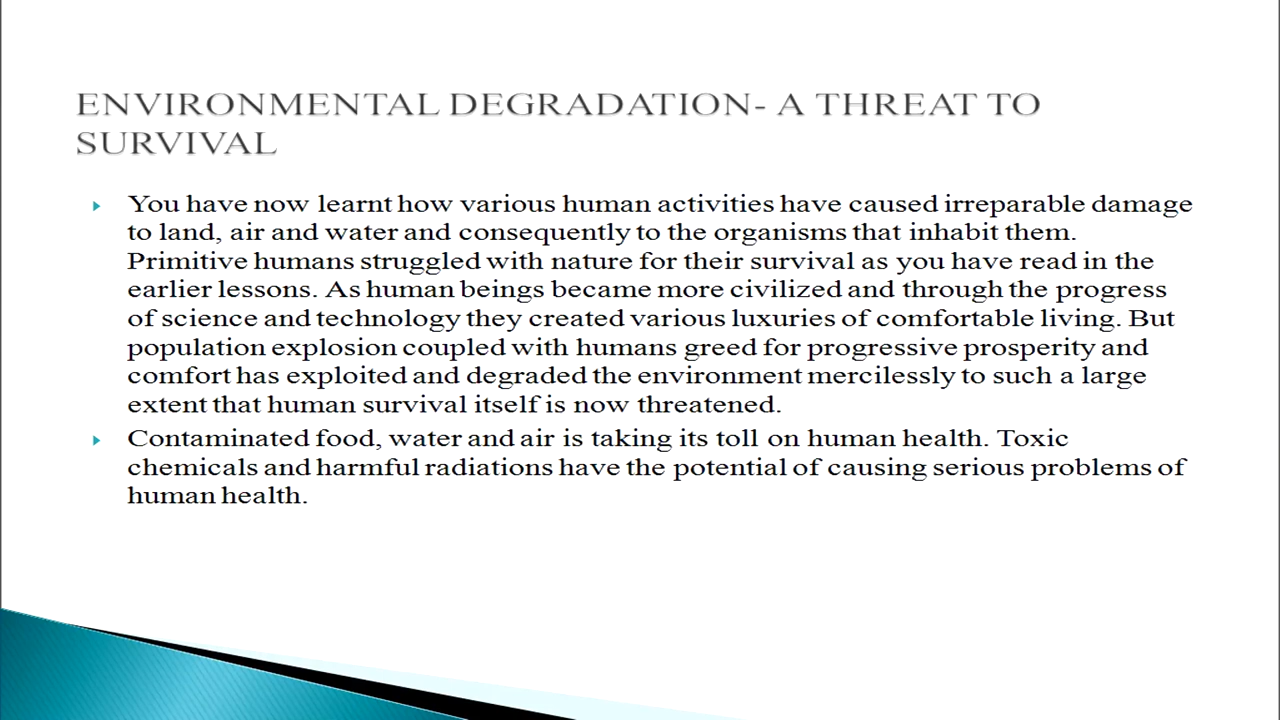 ENVIRONMENTAL DEGRADATION- A THREAT TO
SURVIVAL
You have now learnt how various human activities have caused irreparable damage
to land, air and water and consequently to the organisms that inhabit them.
Primitive humans struggled with nature for their survival as you have read in the
earlier lessons. As human beings became more civilized and through the progress
of science and technology they created various luxuries of comfortable living. But
population explosion coupled with humans greed for progressive prosperity and
comfort has exploited and degraded the environment mercilessly to such a large
extent that human survival itself is now threatened.
Contaminated food, water and air is taking its toll on human health. Toxic
chemicals and harmful radiations have the potential of causing serious problems of
human health.